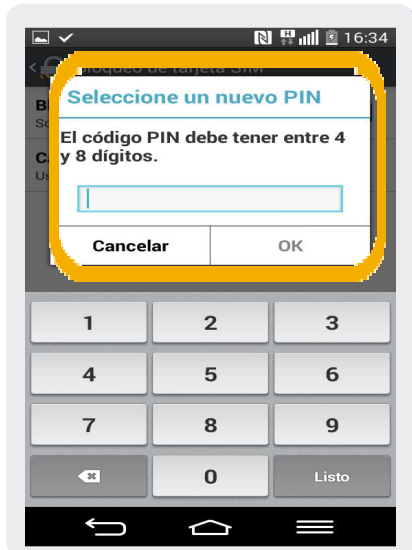 16:34
Bloqueo de tarjeta SIM
Seleccione un nuevo PIN
El código PIN debe tener entre 4
y 8 dígitos.
Cancelar OK
1 2 3
4 5 6
7 8 9
0 Listo